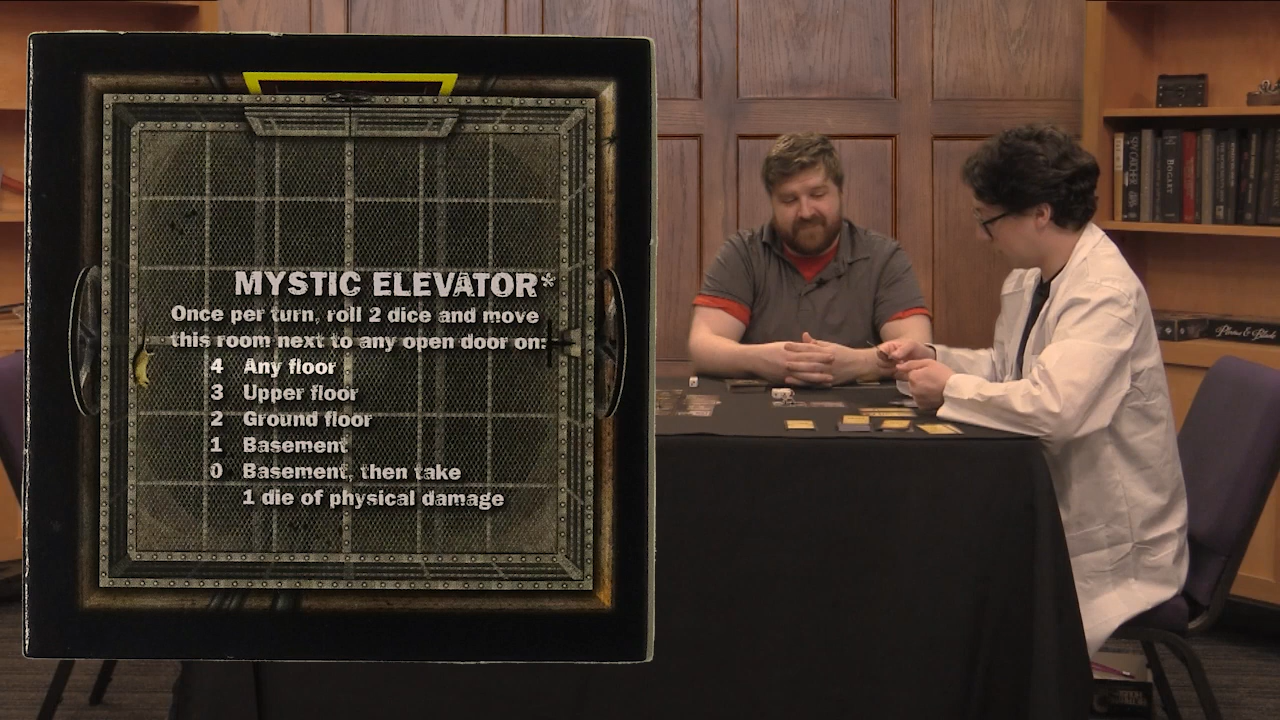 MYSTIC ELEVATOR*
Once per turn, roll 2 dice and move
this room next to any open door on:
4 Any floor
3 Upper floor
2 Ground floor
1 Basement
0 Basement, then take
1 die of physical damage
BOGART